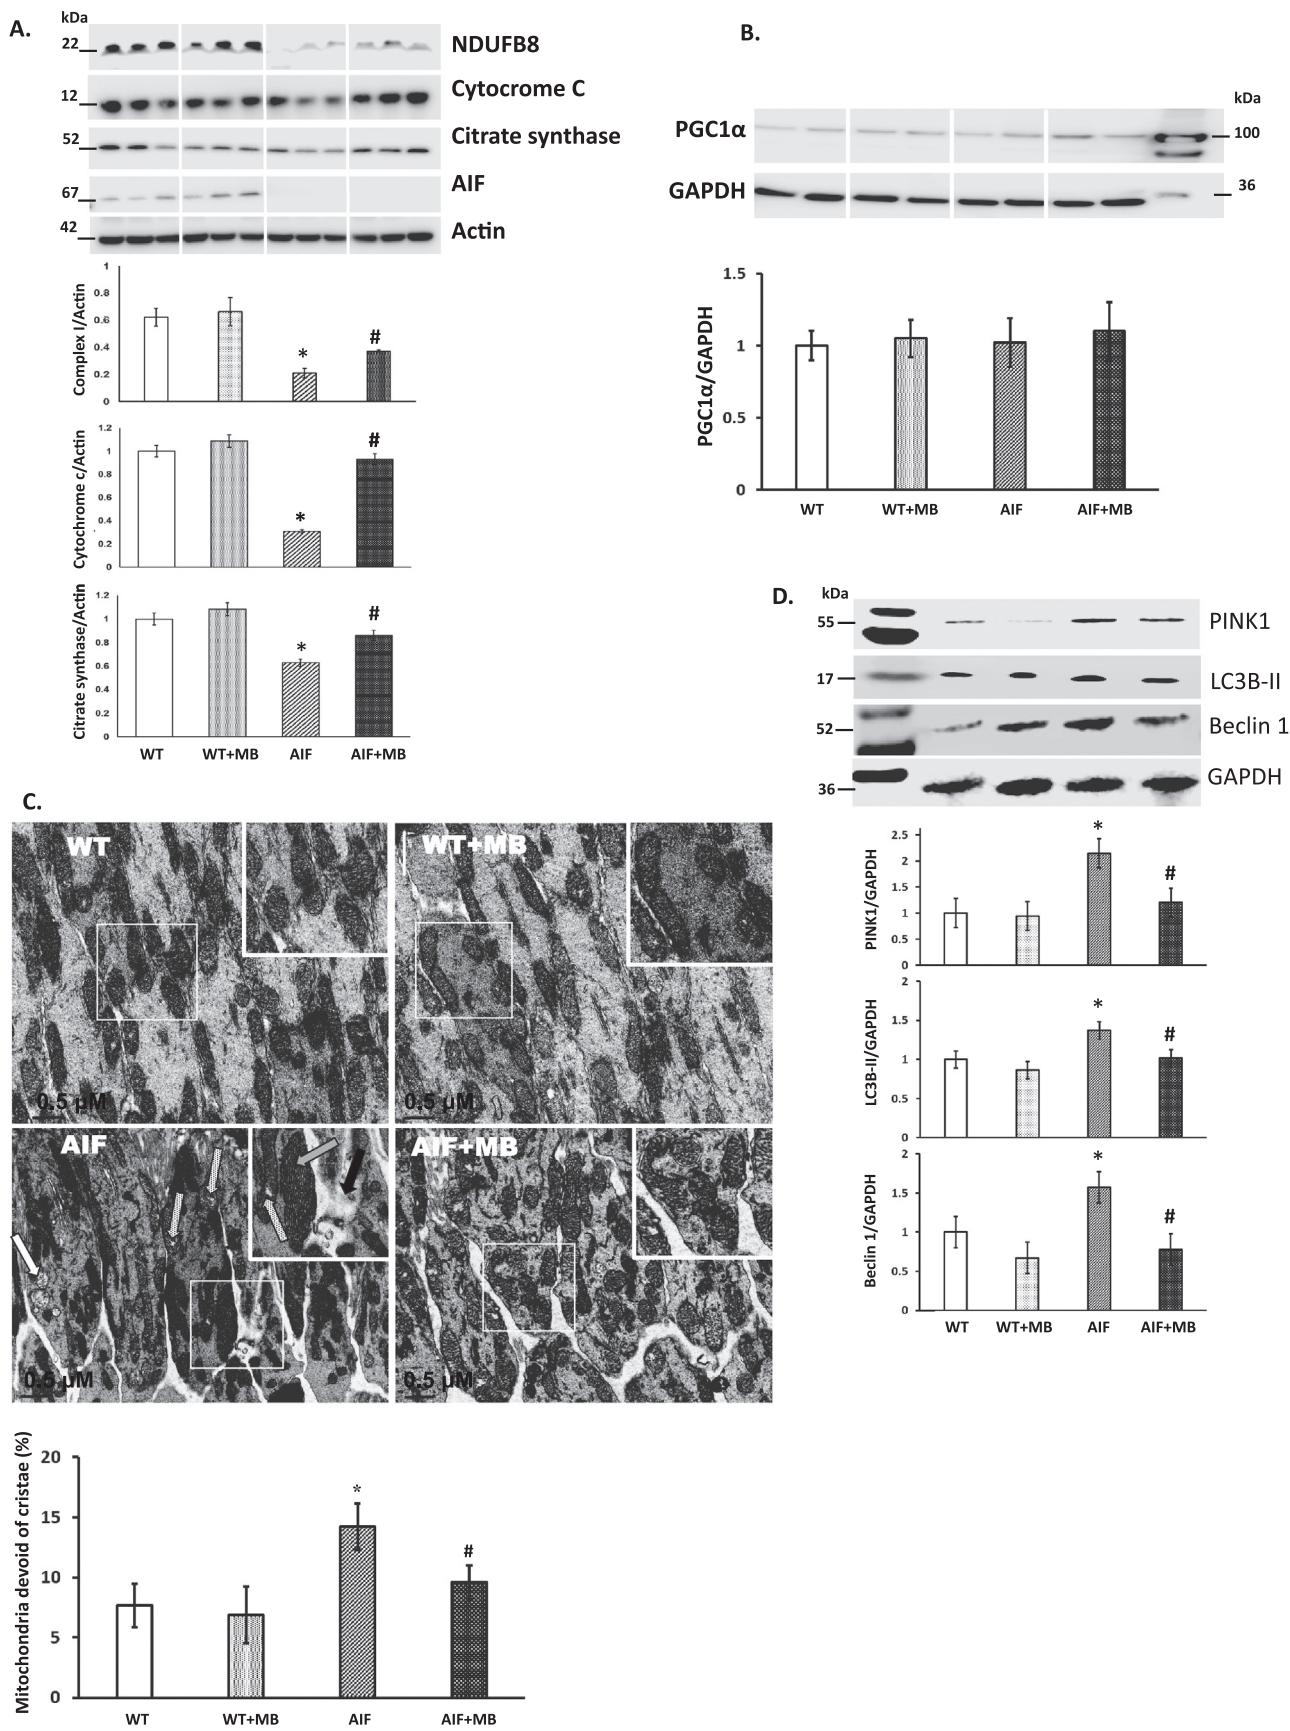 A.
kDa
22
NDUFB8
12
Cytocrome C
52
Citrate synthase
67
AIF
42
Actin
Complex I/Actin
1
0.8
0.6
0.4
0.2
0
*
#
Cytochrome c/Actin
1.2
1
0.8
0.6
0.4
0.2
0
*
#
Citrate synthase/Actin
1.2
1
0.8
0.6
0.4
0.2
0
*
#
WT WT+MB AIF AIF+MB
B.
kDa
PGC1α
100
GAPDH
36
PGC1α/GAPDH
1.5
1
0.5
0
WT WT+MB AIF AIF+MB
C.
WT
0.5 µM
WT+MB
0.5 µM
AIF
0.5 µM
AIF+MB
0.5 µM
Mitochondria devoid of cristae (%)
20
15
10
5
0
*
#
WT WT+MB AIF AIF+MB
D.
kDa
55
PINK1
17
LC3B-II
52
Beclin 1
36
GAPDH
PINK1/GAPDH
2.5
2
1.5
1
0.5
0
*
#
LC3B-II/GAPDH
2
1.5
1
0.5
0
*
#
Beclin 1/GAPDH
2
1.5
1
0.5
0
*
#
WT WT+MB AIF AIF+MB